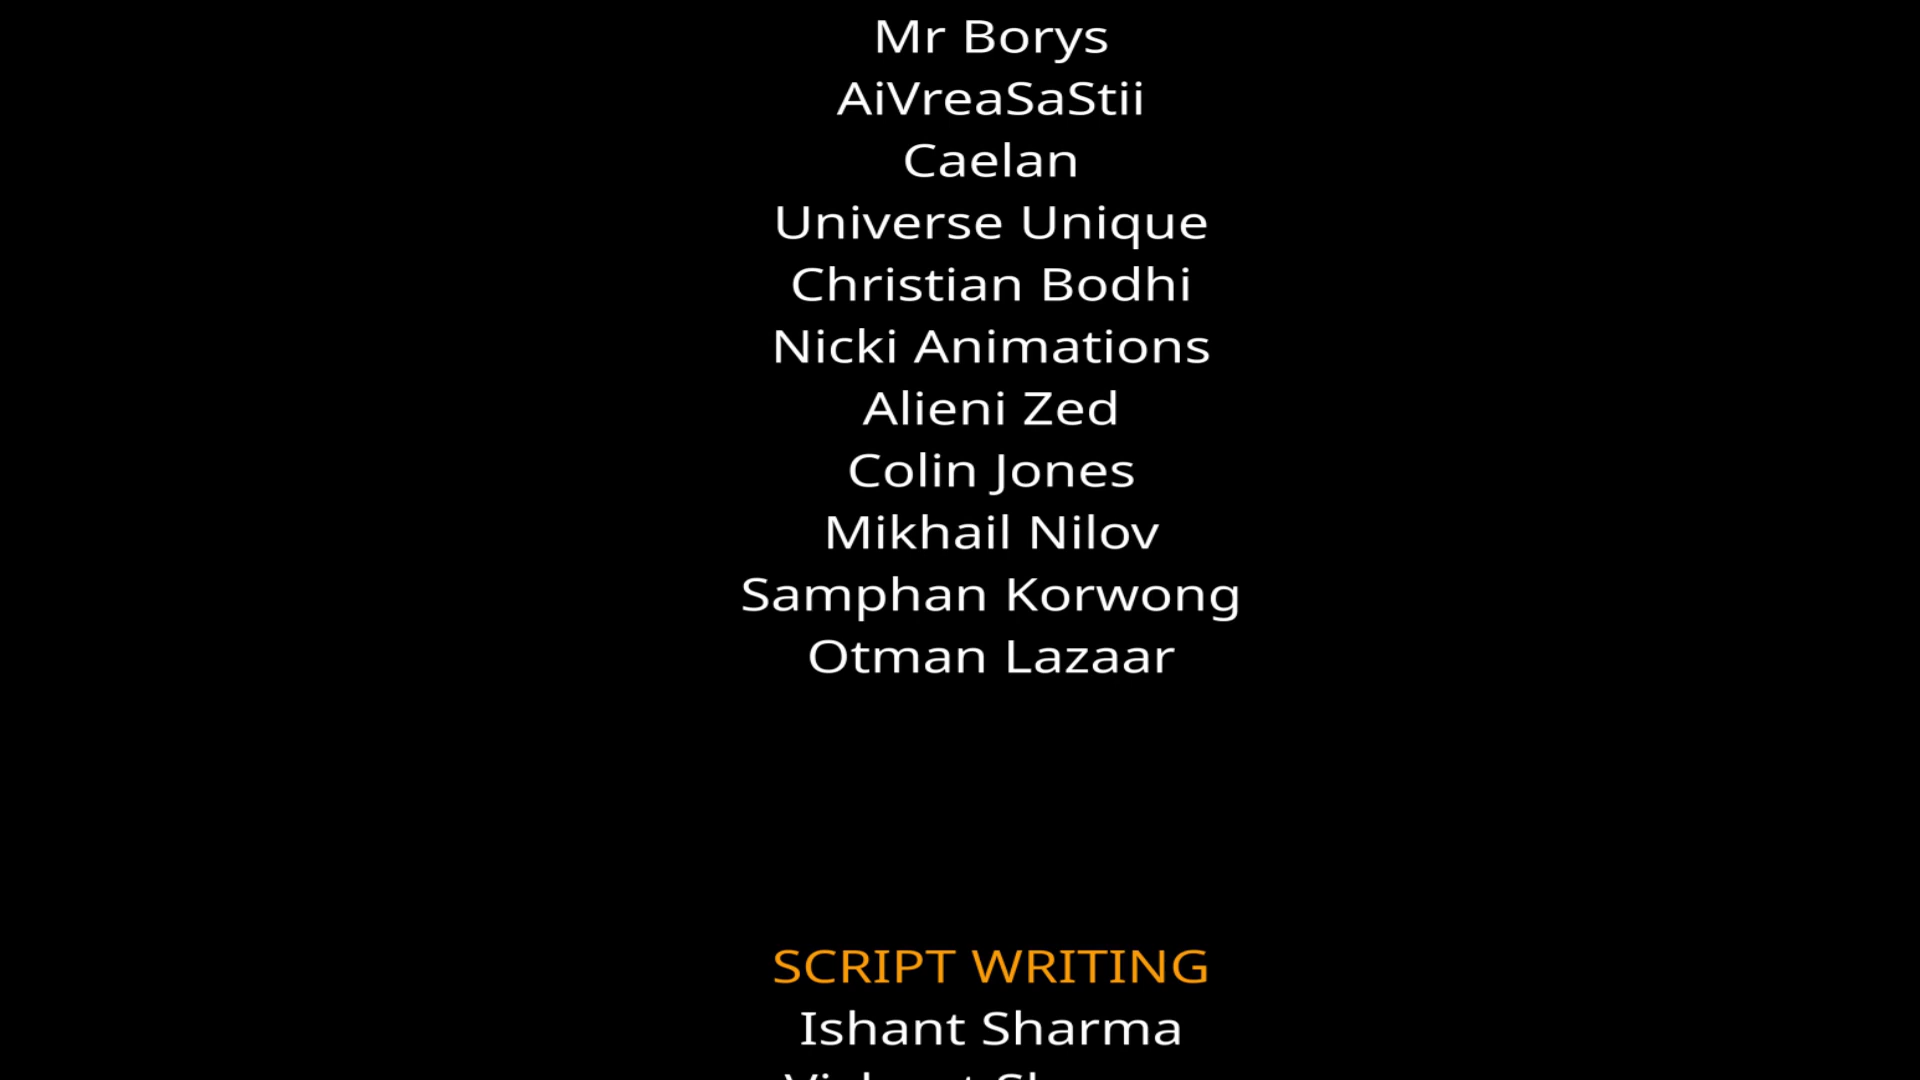 Mr Borys
AiVreaSaStii
Caelan
Universe Unique
Christian Bodhi
Nicki Animations
Alieni Zed
Colin Jones
Mikhail Nilov
Samphan Korwong
Otman Lazaar
SCRIPT WRITING
Ishant Sharma